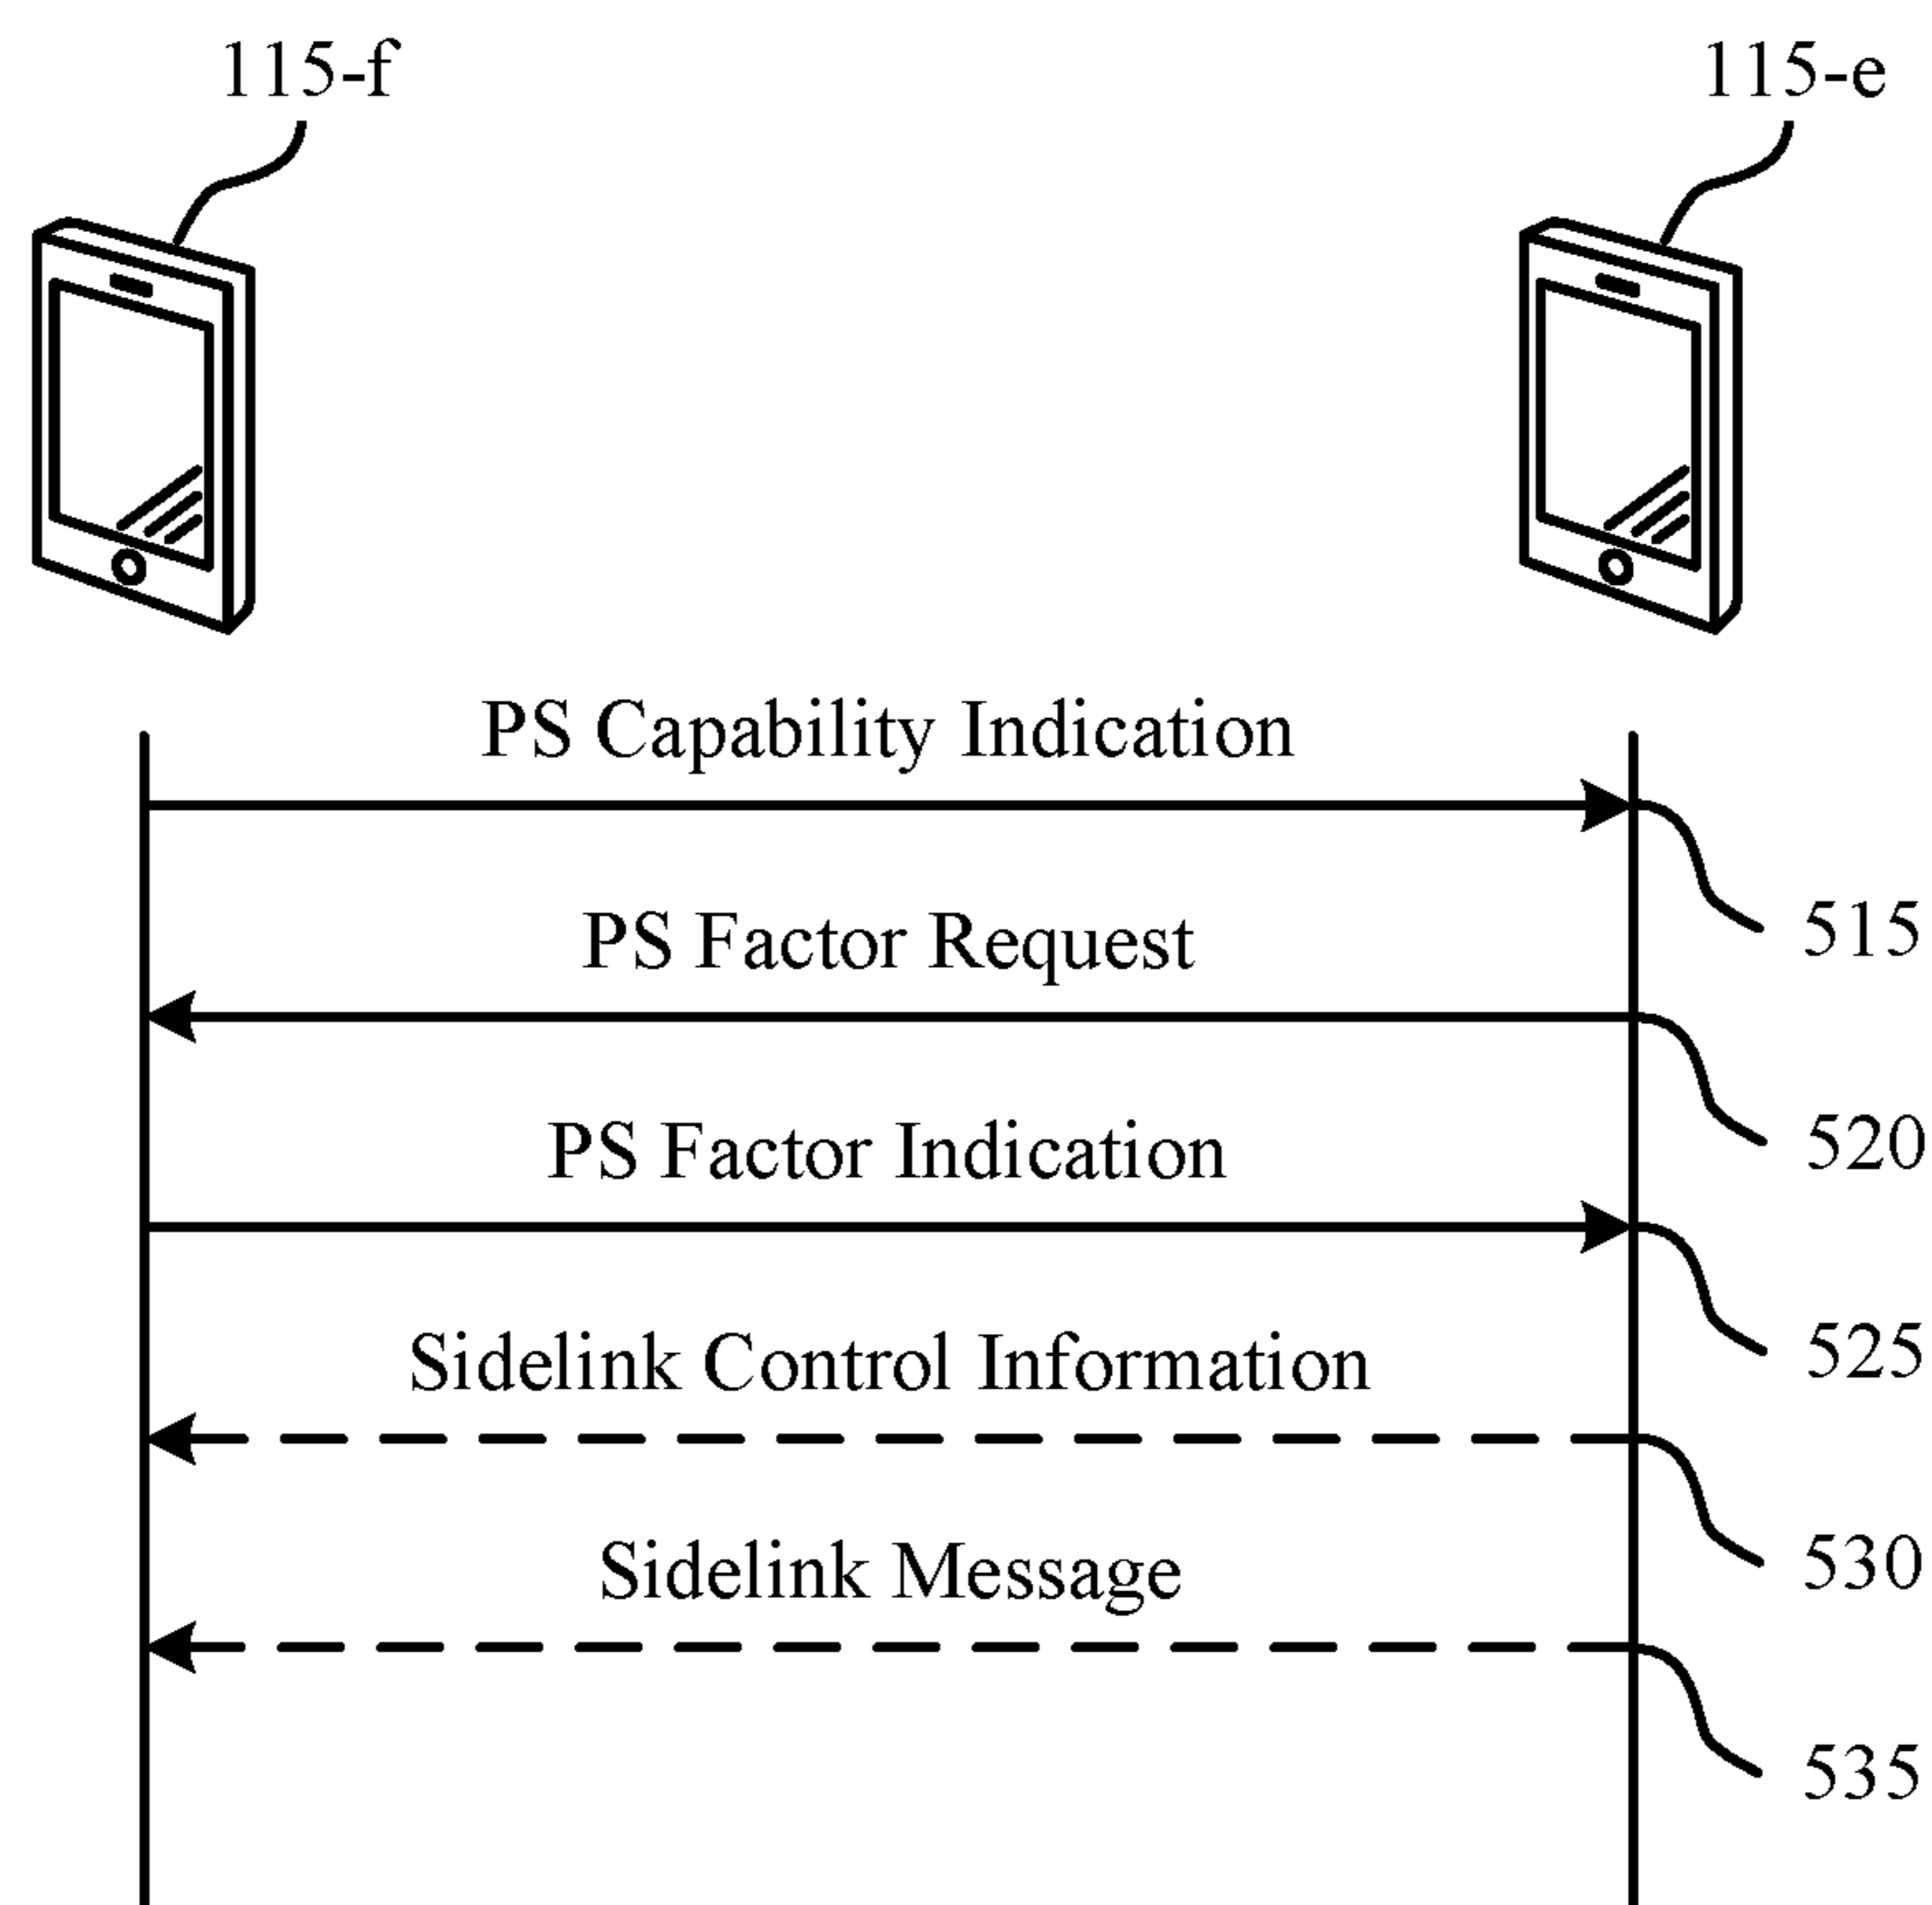 115-f
115-e
PS Capability Indication
515
PS Factor Request
520
PS Factor Indication
525
Sidelink Control Information
530
Sidelink Message
535